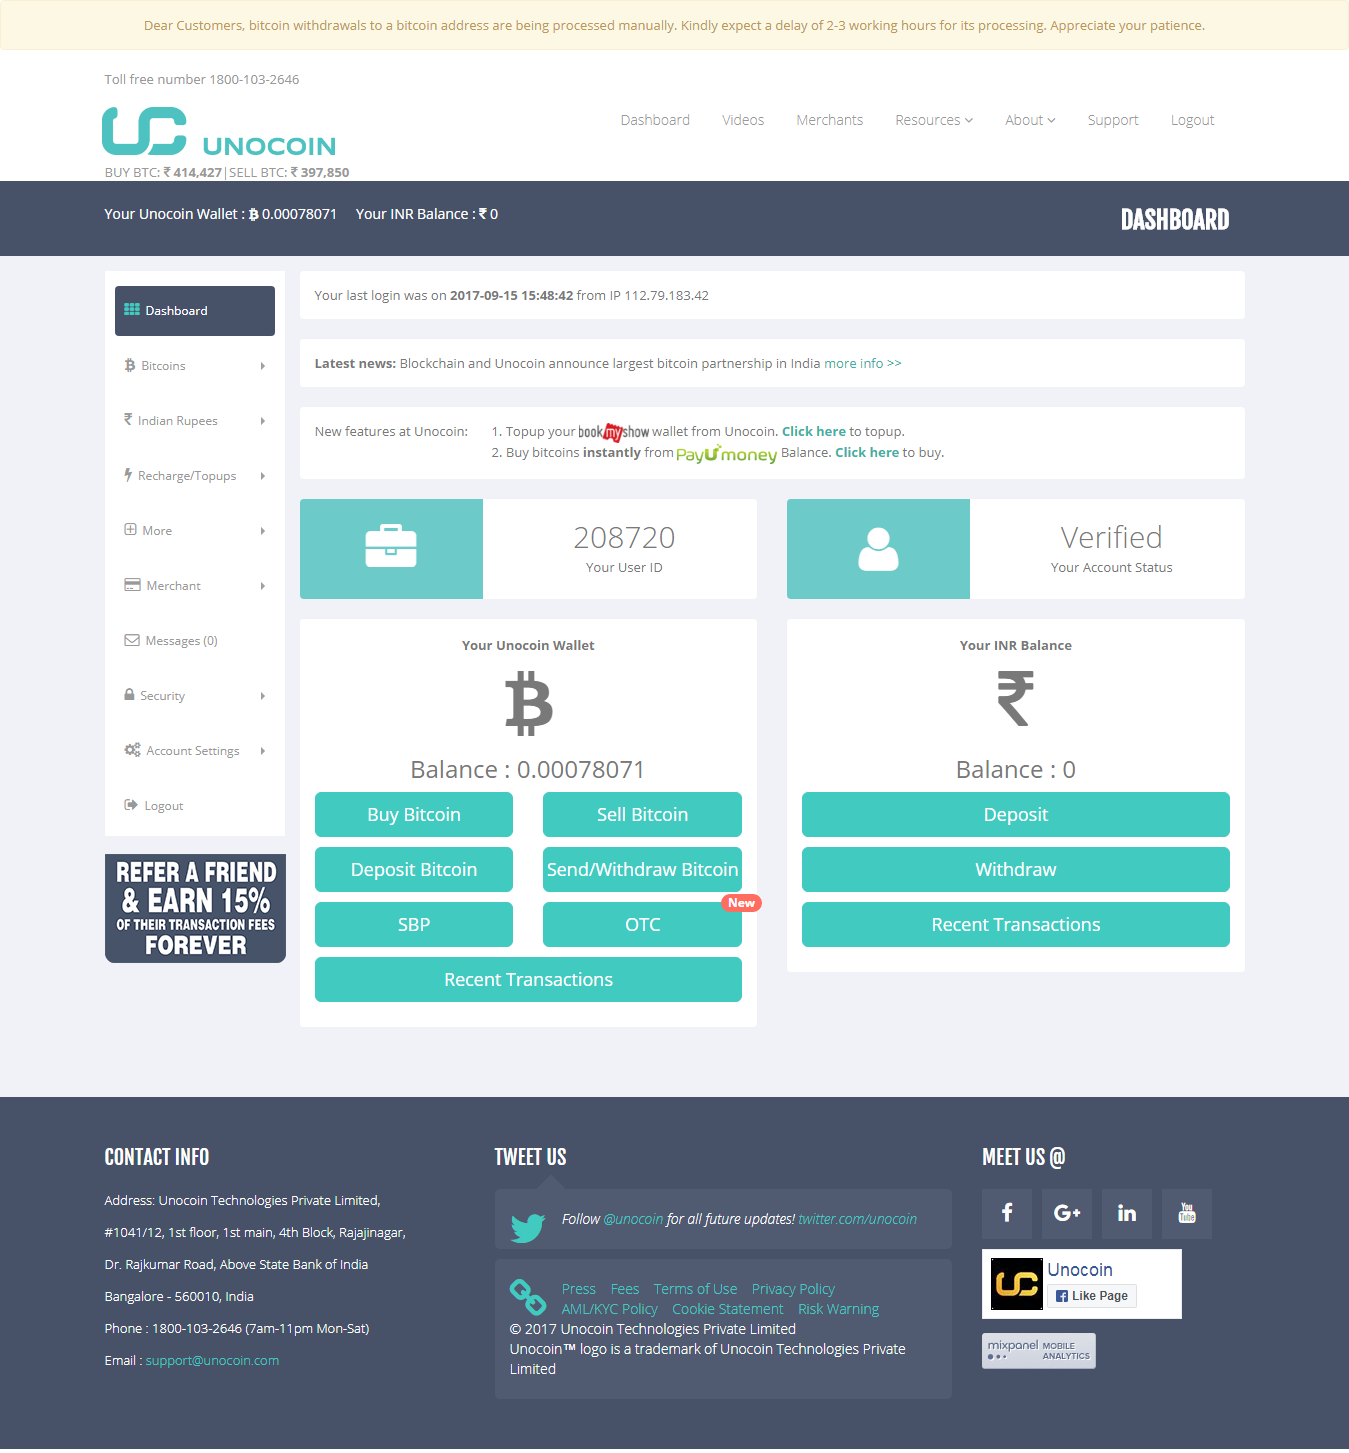 Dear Customers, bitcoin withdrawals to a bitcoin address are being processed manually. Kindly expect a delay of 2-3 working hours for its processing. Appreciate your patience.
Toll free number 1800-103-2646
UC UNOCOIN
Dashboard Videos Merchants Resources About Support Logout
BUY BTC: ₹ 414,427|SELL BTC: ₹ 397,850
Your Unocoin Wallet : ₿ 0.00078071 Your INR Balance : ₹ 0
DASHBOARD
Dashboard
Bitcoins
Indian Rupees
Recharge/Topups
More
Merchant
Messages (0)
Security
Account Settings
Logout
REFER A FRIEND
& EARN 15%
OF THEIR TRANSACTION FEES
FOREVER
Your last login was on 2017-09-15 15:48:42 from IP 112.79.183.42
Latest news: Blockchain and Unocoin announce largest bitcoin partnership in India more info >>
New features at Unocoin: 1. Topup your bookmyshow wallet from Unocoin. Click here to topup.
2. Buy bitcoins instantly from PayUmoney Balance. Click here to buy.
208720
Your User ID
Verified
Your Account Status
Your Unocoin Wallet
₿
Balance : 0.00078071
Buy Bitcoin Sell Bitcoin
Deposit Bitcoin Send/Withdraw Bitcoin
New
SBP OTC
Recent Transactions
Your INR Balance
₹
Balance : 0
Deposit
Withdraw
Recent Transactions
CONTACT INFO
Address: Unocoin Technologies Private Limited,
#1041/12, 1st floor, 1st main, 4th Block, Rajajinagar,
Dr. Rajkumar Road, Above State Bank of India
Bangalore - 560010, India
Phone : 1800-103-2646 (7am-11pm Mon-Sat)
Email : support@unocoin.com
TWEET US
Follow @unocoin for all future updates! twitter.com/unocoin
Press Fees Terms of Use Privacy Policy
AML/KYC Policy Cookie Statement Risk Warning
© 2017 Unocoin Technologies Private Limited
Unocoin™ logo is a trademark of Unocoin Technologies Private
Limited
MEET US @
f G+ in You Tube
UC
Unocoin
f Like Page
mixpanel MOBILE
ANALYTICS